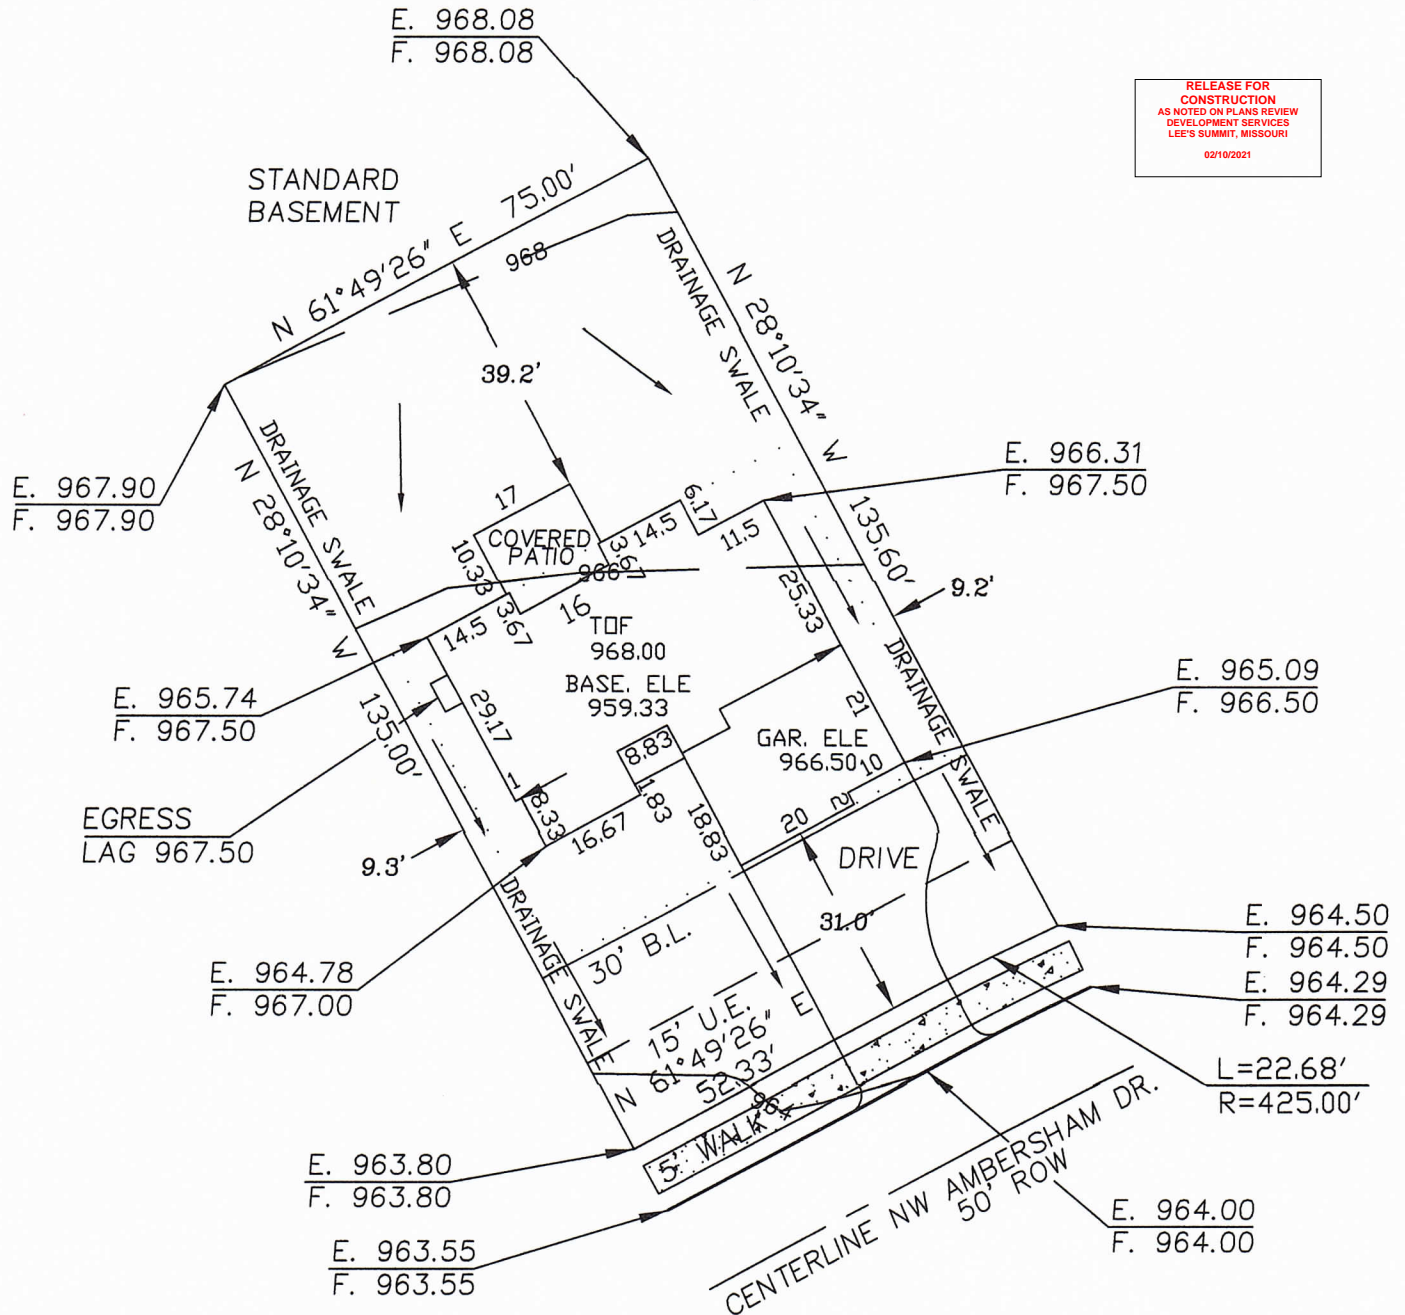 E. 968.08
F. 968.08
RELEASE FOR
CONSTRUCTION
AS NOTED ON PLANS REVIEW
DEVELOPMENT SERVICES
LEE'S SUMMIT, MISSOURI
02/10/2021
STANDARD
BASEMENT
N 61°49'26" E 75.00'
968
DRAINAGE SWALE
N 28°10'34" W
135.60'
39.2'
E. 967.90
F. 967.90
DRAINAGE SWALE
N 28°10'34" W
135.00'
E. 966.31
F. 967.50
17
COVERED
PATIO
10.33
3.67
14.5
6.17
11.5
966
16
3.67
14.5
25.33
9.2'
TOF
968.00
BASE. ELE
959.33
E. 965.74
F. 967.50
29.17
E. 965.09
F. 966.50
DRAINAGE SWALE
21
GAR. ELE
966.50
8.83
10
2
20
1
8.33
1.83
16.67
18.83
EGRESS
LAG 967.50
9.3'
DRIVE
31.0'
DRAINAGE SWALE
30' B.L.
E. 964.78
F. 967.00
E. 964.50
F. 964.50
E. 964.29
F. 964.29
15' U.E.
N 61°49'26" E
52.33'
964
5' WALK
L=22.68'
R=425.00'
E. 963.80
F. 963.80
CENTERLINE NW AMBERSHAM DR.
50' ROW
E. 964.00
F. 964.00
E. 963.55
F. 963.55